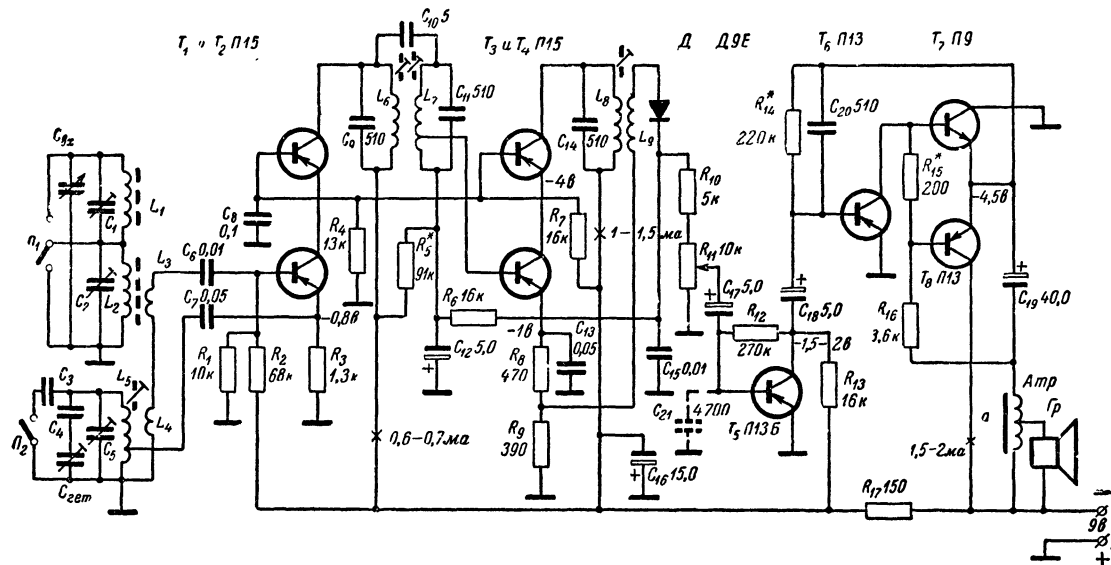 T₁ и T₂ П15
C₁₀ 5
T₃ и T₄ П15
Д Д9Е
T₆ П13
T₇ П9
L₆
L₇
C₁₁ 510
C₉ 510
L₈
L₉
C₁₄ 510
R₁₄*
220к
C₂₀ 510
R₁₅*
200
Cвх
C₁
L₁
П₁
C₂
L₂
L₃
C₆ 0,01
C₇ 0,05
C₈
0,1
R₄
13к
R₅*
91к
−4в
R₇
16к
1−1,5ма
R₁₀
5к
R₁₁ 10к
−4,5в
T₈ П13
C₁₉ 40,0
C₁₇ 5,0
C₁₈ 5,0
R₁₂
270к
−1,5−2в
R₁₆
3,6к
−0,8в
R₆ 16к
−1в
C₁₃
0,05
C₁₂ 5,0
+
R₁
10к
R₂
68к
R₃
1,3к
R₈
470
C₁₅ 0,01
R₁₃
16к
C₂₁
4700
T₅ П13Б
C₃
L₅
L₄
C₄
C₅
П₂
Cгет
0,6−0,7ма
R₉
390
C₁₆ 15,0
+
Aтр
а
Гр
1,5−2ма
R₁₇ 150
−
9в
+